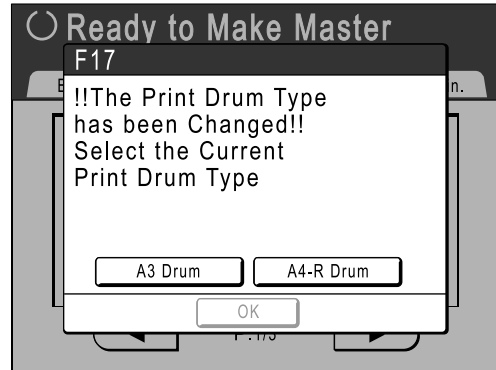 Ready to Make Master
F17
!!The Print Drum Type
has been Changed!!
Select the Current
Print Drum Type
A3 Drum A4-R Drum
OK